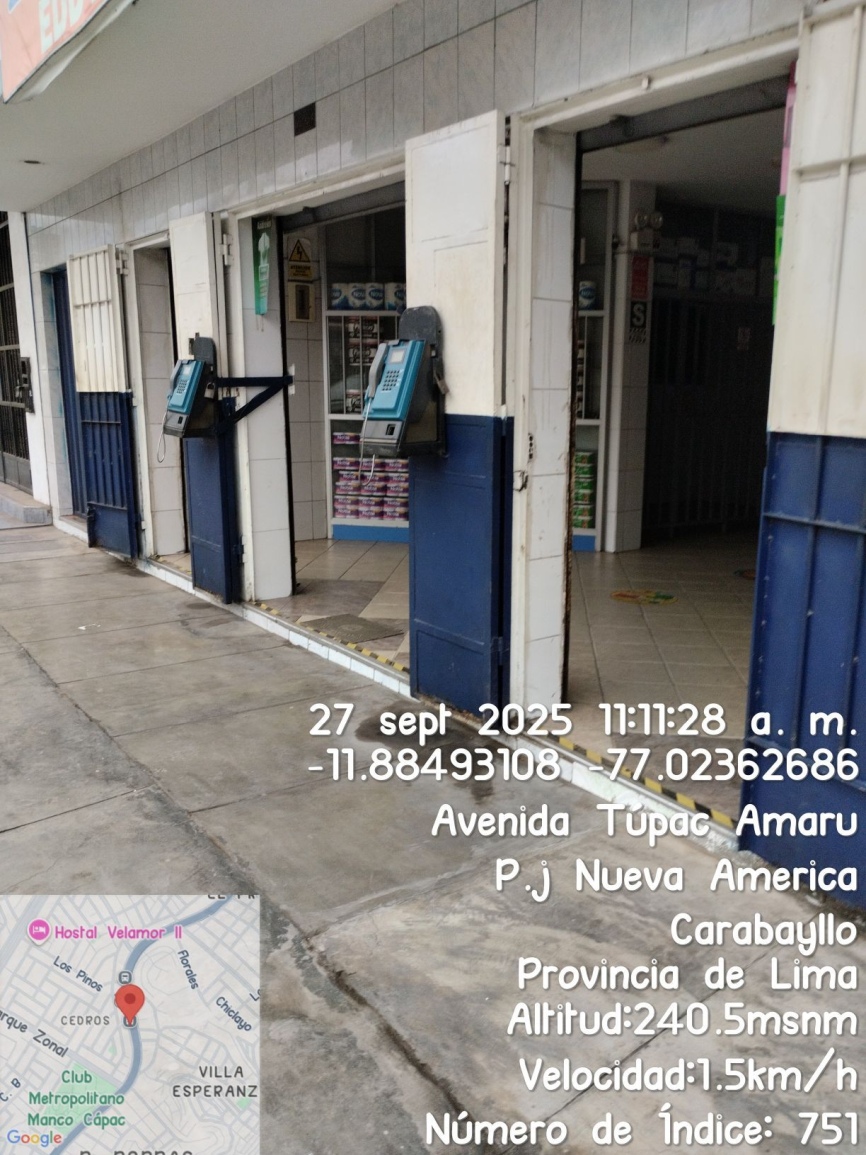 EDU
S
27 sept 2025 11:11:28 a. m.
-11.88493108 -77.02362686
Avenida Túpac Amaru
P.j Nueva America
Carabayllo
Provincia de Lima
Altitud:240.5msnm
Velocidad:1.5km/h
Número de Índice: 751
Hostal Velamor II
Los Pinos
Florales
Chiclayo
CEDROS
arque Zonal
VILLA
ESPERANZ
Club
Metropolitano
Manco Cápac
Google